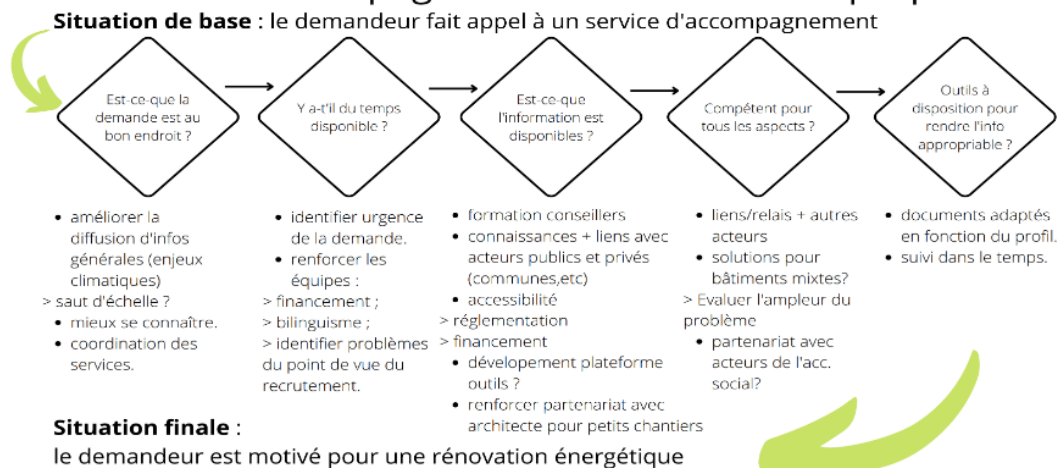 Situation de base : le demandeur fait appel à un service d'accompagnement
Est-ce-que la
demande est au
bon endroit ?
Y a-t'il du temps
disponible ?
Est-ce-que
l'information est
disponibles ?
Compétent pour
tous les aspects ?
Outils à
disposition pour
rendre l'info
appropriable ?
• améliorer la
diffusion d'infos
générales (enjeux
climatiques)
> saut d'échelle ?
• mieux se connaître.
• coordination des
services.
• identifier urgence
de la demande.
• renforcer les
équipes :
> financement ;
> bilinguisme ;
> identifier problèmes
du point de vue du
recrutement.
• formation conseillers
• connaissances + liens avec
acteurs publics et privés
(communes,etc)
• accessibilité
> réglementation
> financement
• dévelopement plateforme
outils ?
• renforcer partenariat avec
architecte pour petits chantiers
• liens/relais + autres
acteurs
• solutions pour
bâtiments mixtes?
> Evaluer l'ampleur du
problème
• partenariat avec
acteurs de l'acc.
social?
• documents adaptés
en fonction du profil.
• suivi dans le temps.
Situation finale :
le demandeur est motivé pour une rénovation énergétique